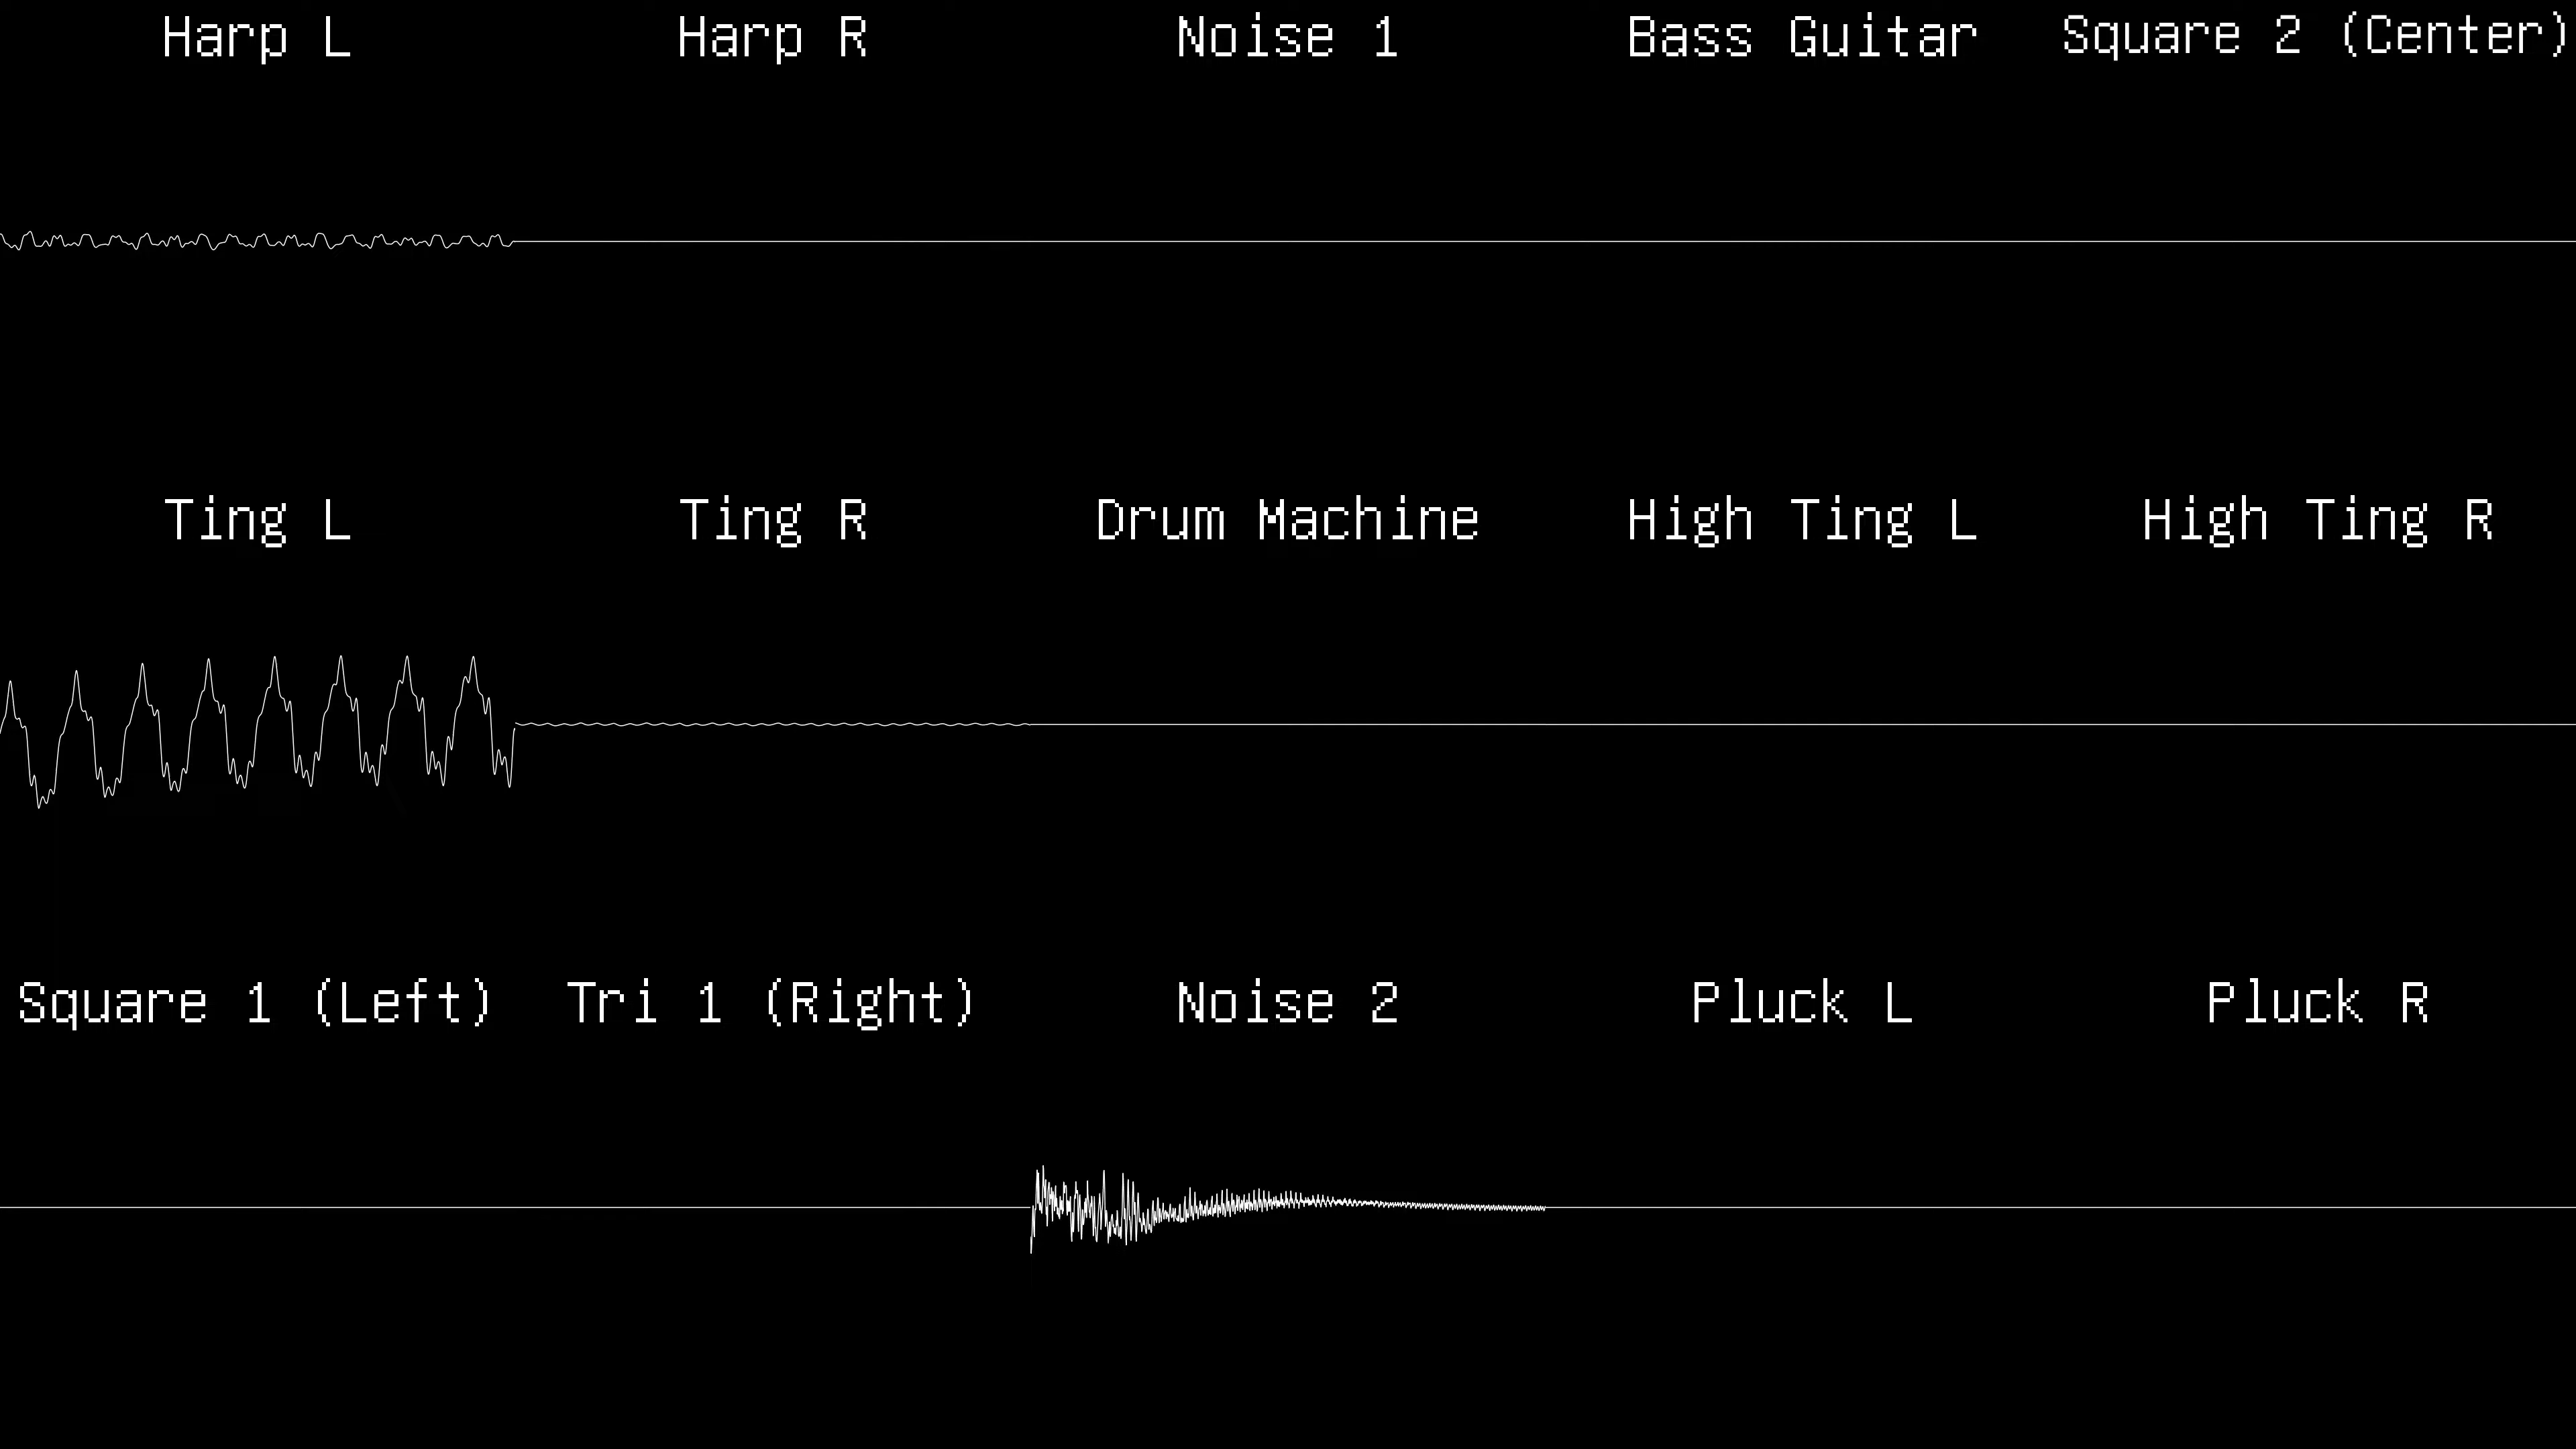 Harp L Harp R Noise 1 Bass Guitar Square 2 (Center)
Ting L Ting R Drum Machine High Ting L High Ting R
Square 1 (Left) Tri 1 (Right) Noise 2 Pluck L Pluck R